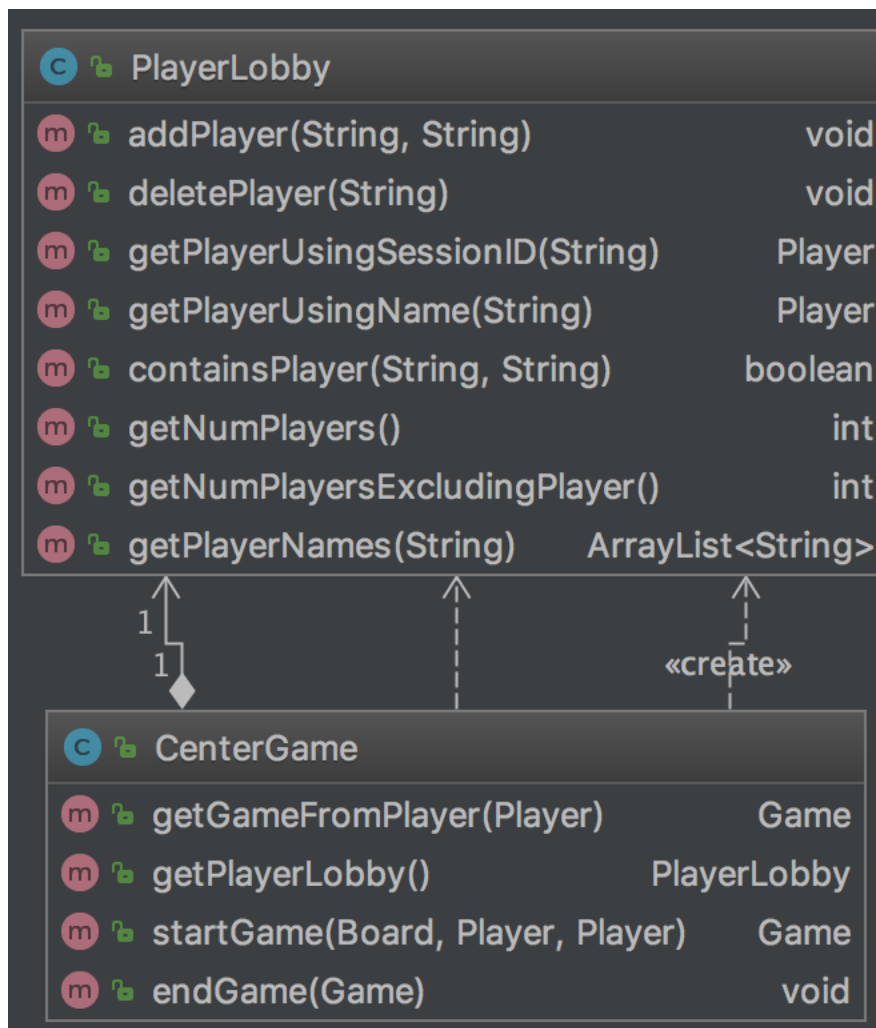 C PlayerLobby
m addPlayer(String, String) void
m deletePlayer(String) void
m getPlayerUsingSessionID(String) Player
m getPlayerUsingName(String) Player
m containsPlayer(String, String) boolean
m getNumPlayers() int
m getNumPlayersExcludingPlayer() int
m getPlayerNames(String) ArrayList<String>
1
1 «create»
C CenterGame
m getGameFromPlayer(Player) Game
m getPlayerLobby() PlayerLobby
m startGame(Board, Player, Player) Game
m endGame(Game) void